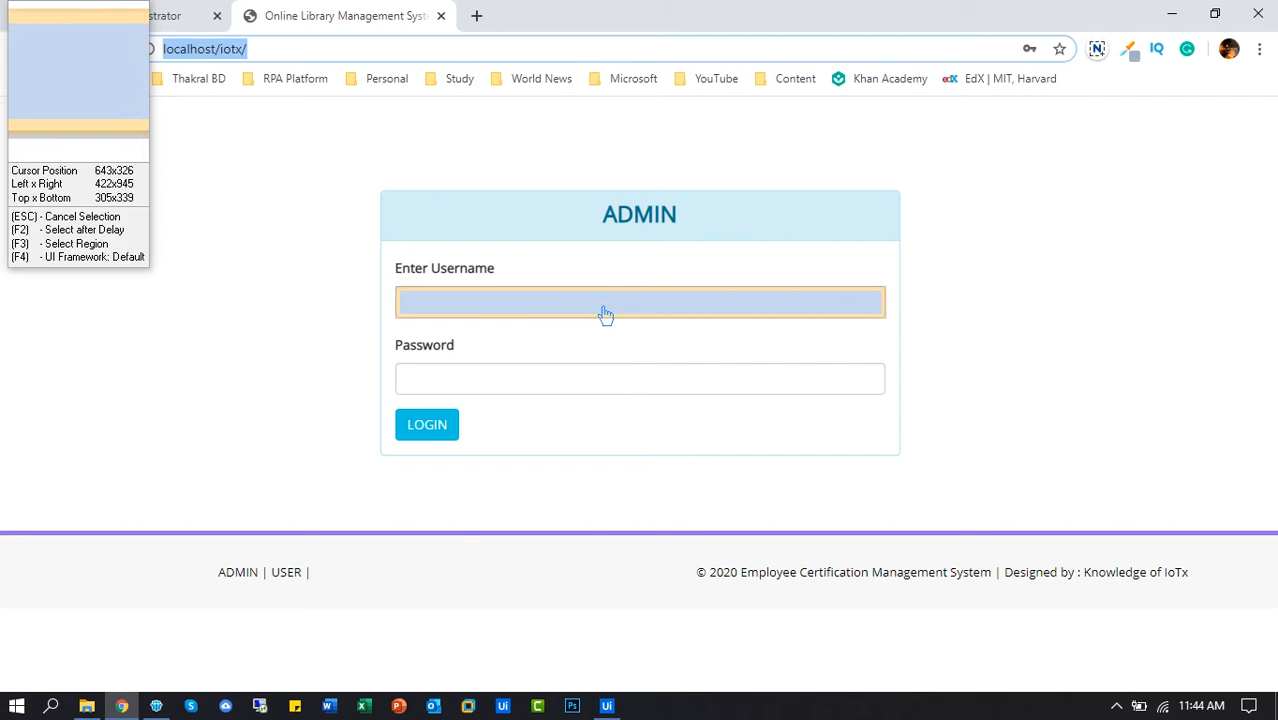 strator
Online Library Management Syst
localhost/iotx/
Thakral BD
RPA Platform
Personal
Study
World News
Microsoft
YouTube
Content
Khan Academy
edX
EdX | MIT, Harvard
IQ
Cursor Position 643x326
Left x Right 422x945
Top x Bottom 305x339
(ESC) - Cancel Selection
(F2) - Select after Delay
(F3) - Select Region
(F4) - UI Framework: Default
ADMIN
Enter Username
Password
LOGIN
ADMIN | USER |
© 2020 Employee Certification Management System | Designed by : Knowledge of IoTx
11:44 AM